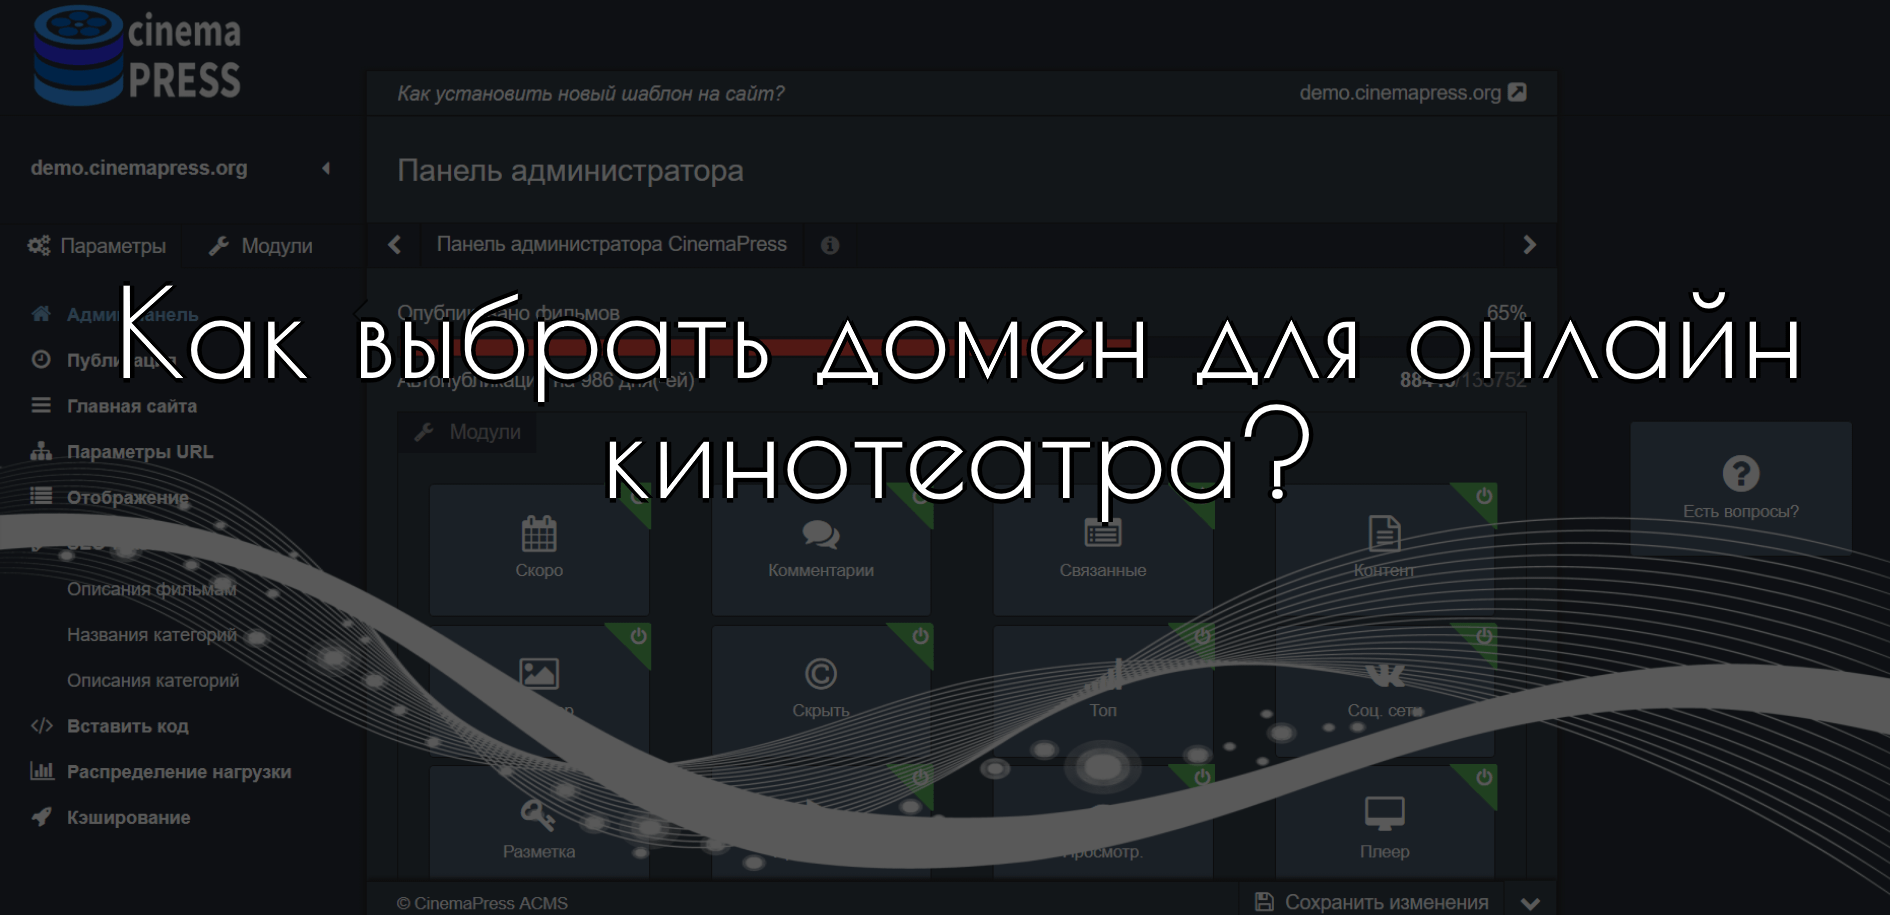 cinema
PRESS
Как установить новый шаблон на сайт?
demo.cinemapress.org
demo.cinemapress.org
Панель администратора
Параметры
Модули
Панель администратора CinemaPress
Как выбрать домен для онлайн
кинотеатра?
фильмов
65%
Главная сайта
Модули
Параметры URL
Отображение
Есть вопросы?
Скоро
Комментарии
Связанные
Контент
Описания фильмам
Названия категорий
Описания категорий
Скрыть
Топ
Соц. сети
Вставить код
Распределение нагрузки
Кэширование
Разметка
Плеер
© CinemaPress ACMS
Сохранить изменения